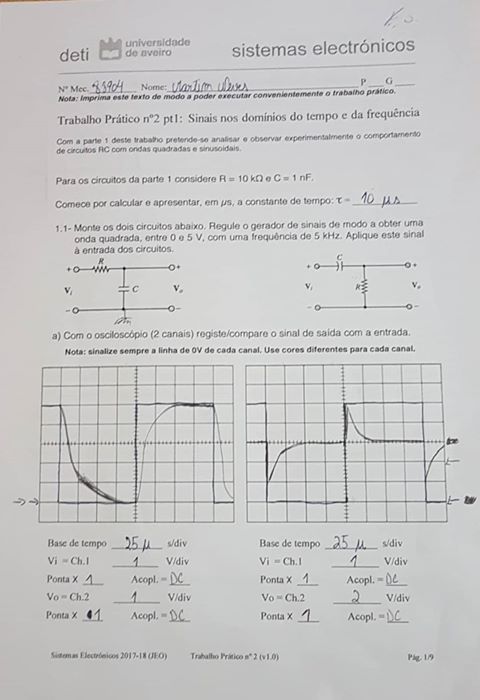 deti universidade de aveiro sistemas electrónicos
P G
Nº Mec. 83904 Nome: Martim
Nota: Imprima este texto de modo a poder executar convenientemente o trabalho prático.
Trabalho Prático nº2 pt1: Sinais nos domínios do tempo e da frequência
Com a parte 1 deste trabalho pretende-se analisar e observar experimentalmente o comportamento
de circuitos RC com ondas quadradas e sinusoidais.
Para os circuitos da parte 1 considere R = 10 kΩ e C = 1 nF.
Comece por calcular e apresentar, em μs, a constante de tempo: τ = 10 μs
1.1- Monte os dois circuitos abaixo. Regule o gerador de sinais de modo a obter uma
onda quadrada, entre 0 e 5 V, com uma frequência de 5 kHz. Aplique este sinal
à entrada dos circuitos.
R C
+ + + +
Vi C Vo Vi R Vo
- - - -
a) Com o osciloscópio (2 canais) registe/compare o sinal de saída com a entrada.
Nota: sinalize sempre a linha de 0V de cada canal. Use cores diferentes para cada canal.
Base de tempo 25 μ s/div Base de tempo 25 μ s/div
Vi = Ch.1 1 V/div Vi = Ch.1 1 V/div
Ponta X 1 Acopl. = DC Ponta X 1 Acopl. = DC
Vo = Ch.2 1 V/div Vo = Ch.2 2 V/div
Ponta X 1 Acopl. = DC Ponta X 1 Acopl. = DC
Sistemas Electrónicos 2017-18 (JEO) Trabalho Prático nº 2 (v1.0) Pág. 1/9